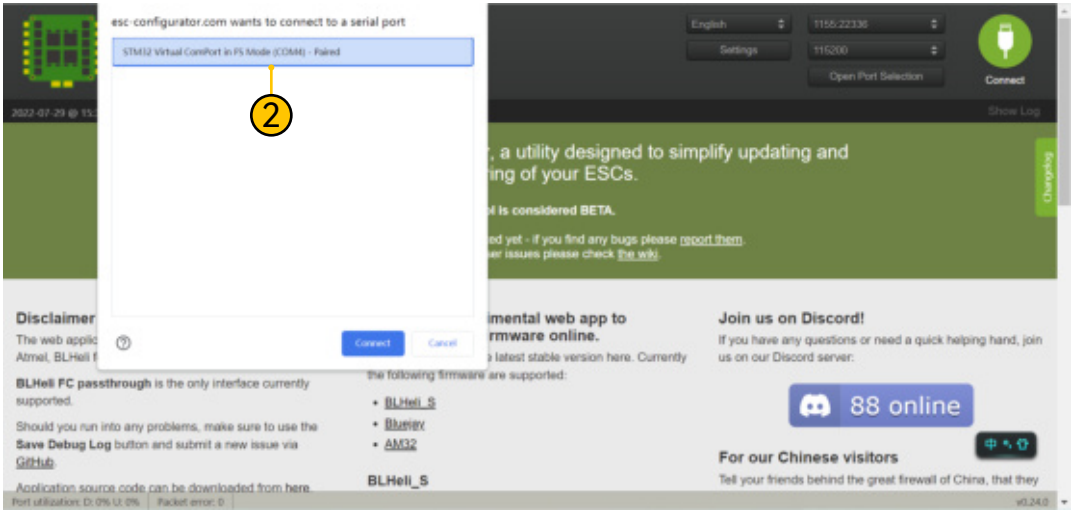 esc-configurator.com wants to connect to a serial port
STM32 Virtual ComPort in FS Mode (COM4) - Paired
2
Connect
Cancel
English
1155:22336
Settings
115200
Open Port Selection
Connect
2022-07-29 @ 15:
Show Log
Changelog
, a utility designed to simplify updating and
ing of your ESCs.
l is considered BETA.
ed yet - if you find any bugs please report them.
er issues please check the wiki.
Disclaimer
The web applic
Atmel, BLHeli f
BLHeli FC passthrough is the only interface currently
supported.
Should you run into any problems, make sure to use the
Save Debug Log button and submit a new issue via
GitHub.
Application source code can be downloaded from here.
imental web app to
rmware online.
latest stable version here. Currently
the following firmware are supported:
• BLHeli_S
• Bluejay
• AM32
BLHeli_S
Join us on Discord!
If you have any questions or need a quick helping hand, join
us on our Discord server:
88 online
For our Chinese visitors
Tell your friends behind the great firewall of China, that they
中
Port utilization: D: 0% U: 0%
Packet error: 0
v0.24.0